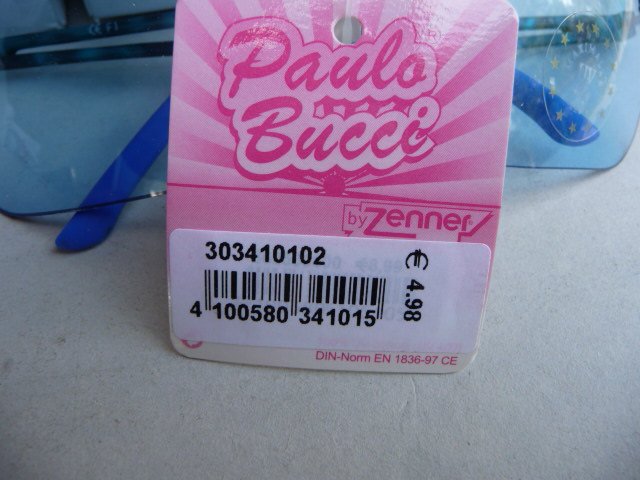 Paulo
Bucci
by Zenner
303410102
€ 4.98
4 100580 341015
DIN-Norm EN 1836-97 CE